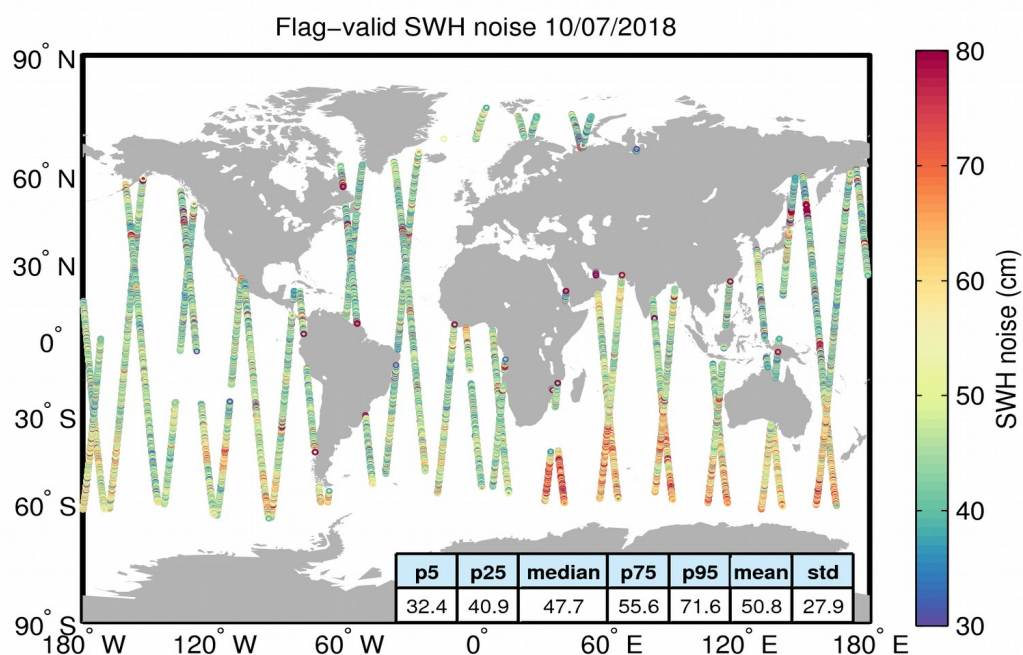 Flag-valid SWH noise 10/07/2018
90° N
60° N
30° N
0°
30° S
60° S
90° S
180° W
120° W
60° W
0°
60° E
120° E
180° E
80
70
60
50
40
30
SWH noise (cm)
p5 p25 median p75 p95 mean std
32.4 40.9 47.7 55.6 71.6 50.8 27.9